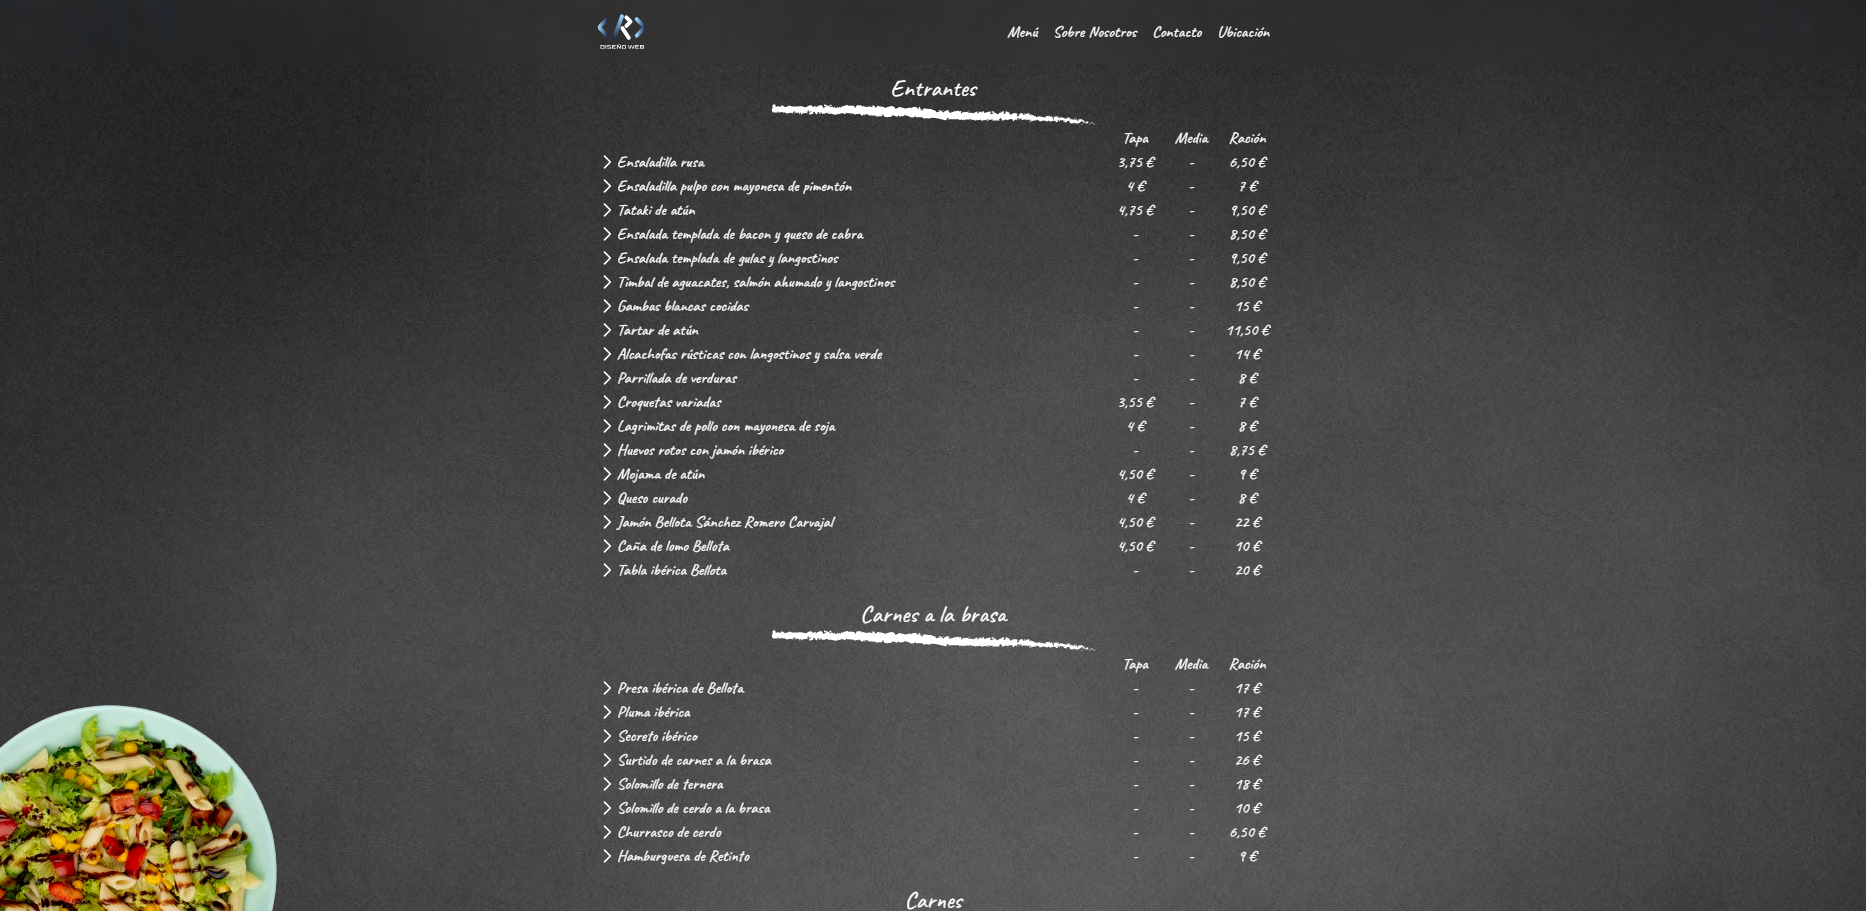 R
DISEÑO WEB
Menú Sobre Nosotros Contacto Ubicación
Entrantes
Tapa Media Ración
Ensaladilla rusa 3,75 € - 6,50 €
Ensaladilla pulpo con mayonesa de pimentón 4 € - 7 €
Tataki de atún 4,75 € - 9,50 €
Ensalada templada de bacon y queso de cabra - - 8,50 €
Ensalada templada de gulas y langostinos - - 9,50 €
Timbal de aguacates, salmón ahumado y langostinos - - 8,50 €
Gambas blancas cocidas - - 15 €
Tartar de atún - - 11,50 €
Alcachofas rústicas con langostinos y salsa verde - - 14 €
Parrillada de verduras - - 8 €
Croquetas variadas 3,55 € - 7 €
Lagrimitas de pollo con mayonesa de soja 4 € - 8 €
Huevos rotos con jamón ibérico - - 8,75 €
Mojama de atún 4,50 € - 9 €
Queso curado 4 € - 8 €
Jamón Bellota Sánchez Romero Carvajal 4,50 € - 22 €
Caña de lomo Bellota 4,50 € - 10 €
Tabla ibérica Bellota - - 20 €
Carnes a la brasa
Tapa Media Ración
Presa ibérica de Bellota - - 17 €
Pluma ibérica - - 17 €
Secreto ibérico - - 15 €
Surtido de carnes a la brasa - - 26 €
Solomillo de ternera - - 18 €
Solomillo de cerdo a la brasa - - 10 €
Churrasco de cerdo - - 6,50 €
Hamburguesa de Retinto - - 9 €
Carnes